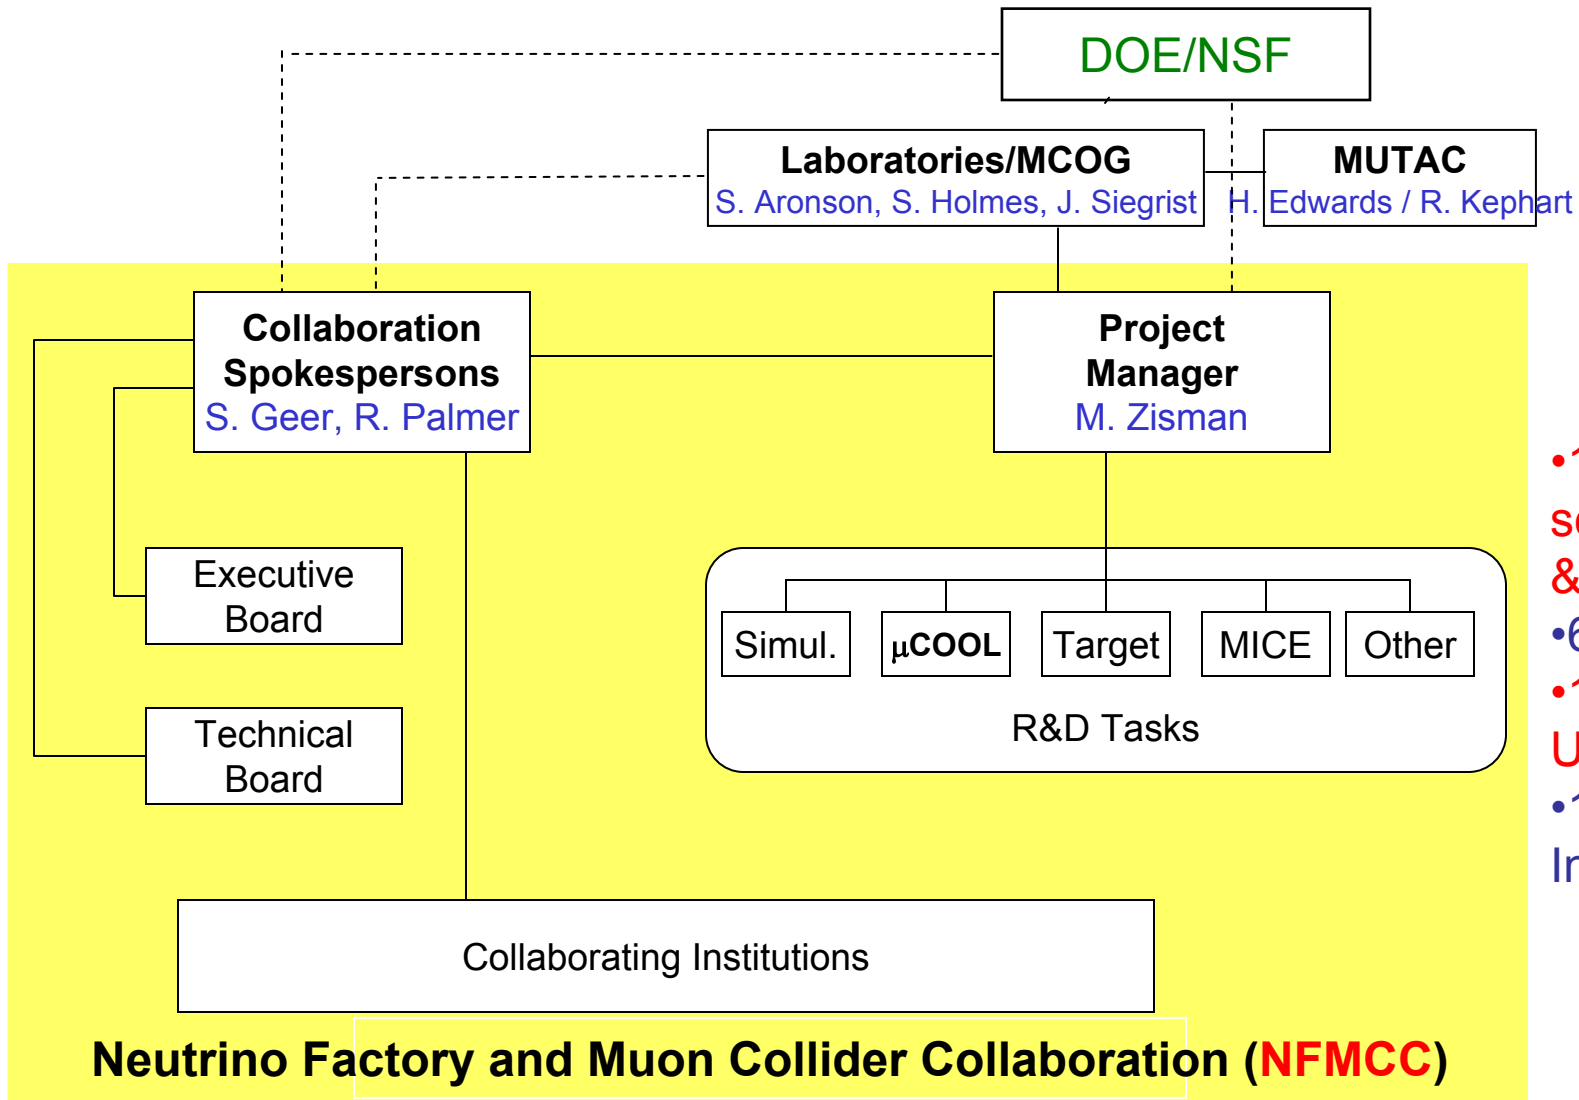 DOE/NSF
Laboratories/MCOG
S. Aronson, S. Holmes, J. Siegrist
MUTAC
H. Edwards / R. Kephart
Collaboration
Spokespersons
S. Geer, R. Palmer
Project
Manager
M. Zisman
Executive
Board
Technical
Board
Simul.
μCOOL
Target
MICE
Other
R&D Tasks
Collaborating Institutions
Neutrino Factory and Muon Collider Collaboration (NFMCC)
&